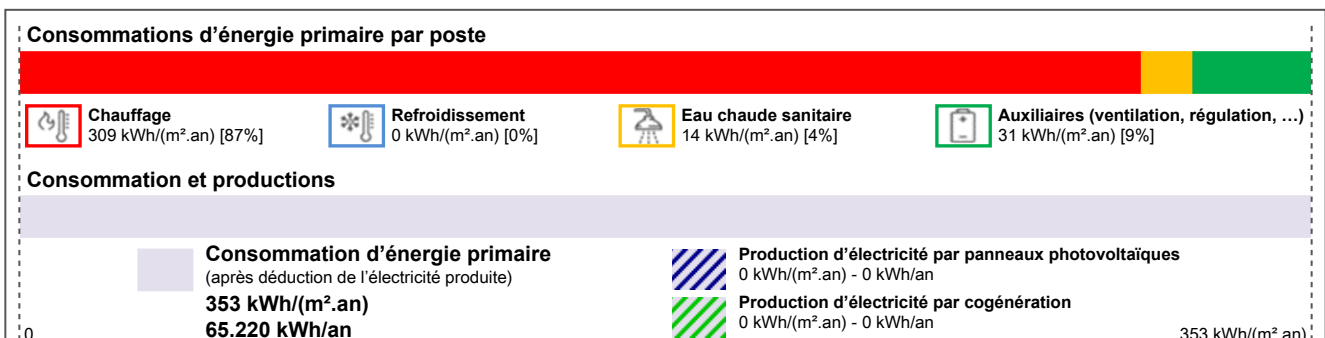 Consommations d’énergie primaire par poste
Chauffage
309 kWh/(m².an) [87%]
Refroidissement
0 kWh/(m².an) [0%]
Eau chaude sanitaire
14 kWh/(m².an) [4%]
Auxiliaires (ventilation, régulation, …)
31 kWh/(m².an) [9%]
Consommation et productions
Consommation d’énergie primaire
(après déduction de l’électricité produite)
353 kWh/(m².an)
65.220 kWh/an
Production d’électricité par panneaux photovoltaïques
0 kWh/(m².an) - 0 kWh/an
Production d’électricité par cogénération
0 kWh/(m².an) - 0 kWh/an
0
353 kWh/(m².an)